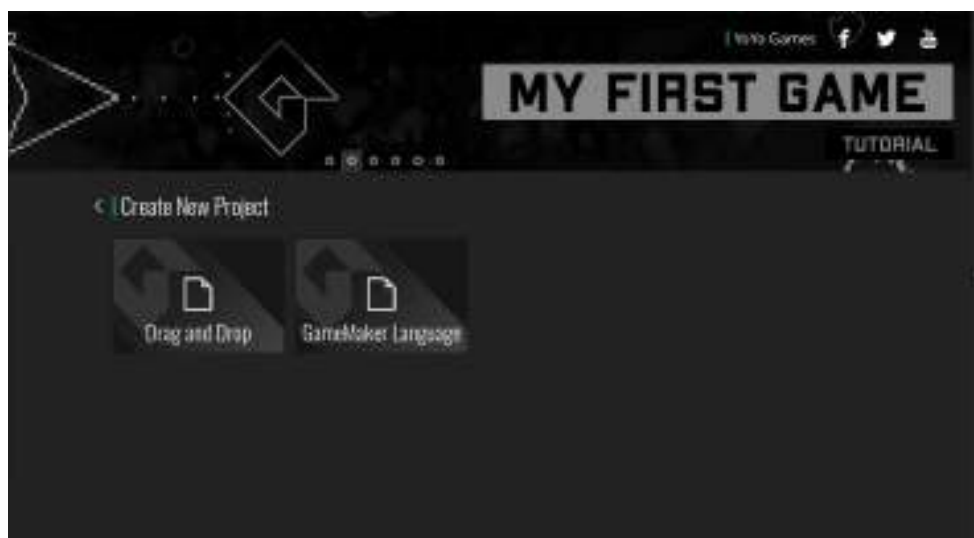 YoYo Games
MY FIRST GAME
TUTORIAL
Create New Project
Drag and Drop
GameMaker Language